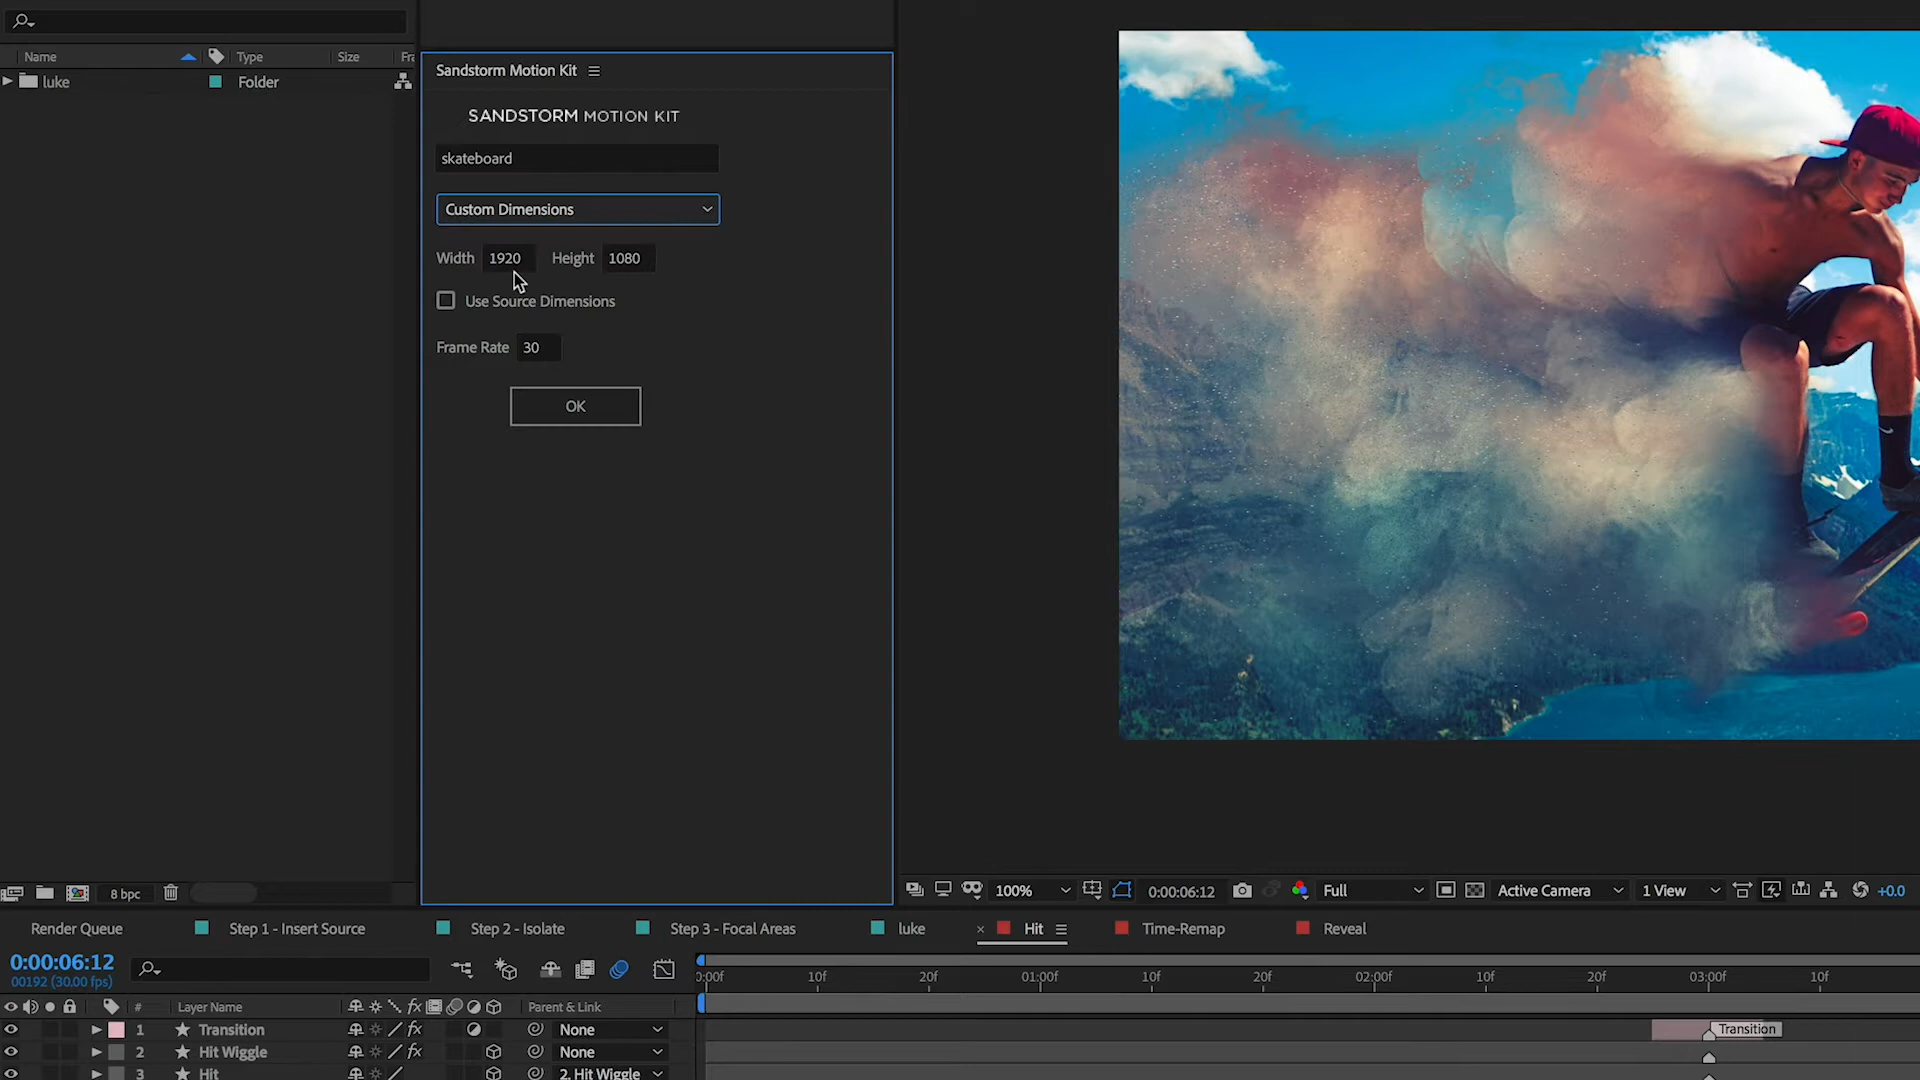 Name Type Size Fra
luke Folder
Sandstorm Motion Kit
SANDSTORM MOTION KIT
skateboard
Custom Dimensions
Width 1920 Height 1080
Use Source Dimensions
Frame Rate 30
OK
8 bpc
100% 0:00:06:12 Full Active Camera 1 View +0.0
Render Queue Step 1 - Insert Source Step 2 - Isolate Step 3 - Focal Areas luke × Hit Time-Remap Reveal
0:00:06:12
00192 (30.00 fps)
0:00f 10f 20f 01:00f 10f 20f 02:00f 10f 20f 03:00f 10f
# Layer Name fx Parent & Link
1 Transition fx None Transition
2 Hit Wiggle fx None
3 Hit 2. Hit Wiggle